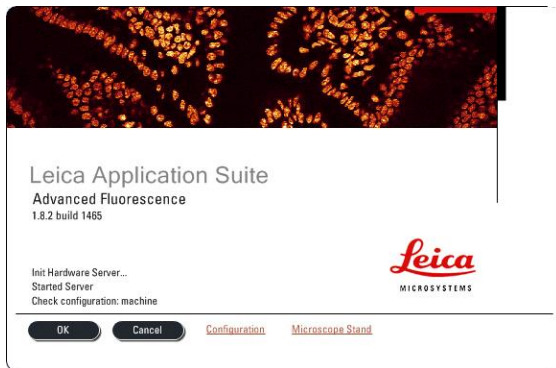 Leica Application Suite
Advanced Fluorescence
1.8.2 build 1465
Leica
MICROSYSTEMS
Init Hardware Server...
Started Server
Check configuration: machine
OK Cancel Configuration Microscope Stand